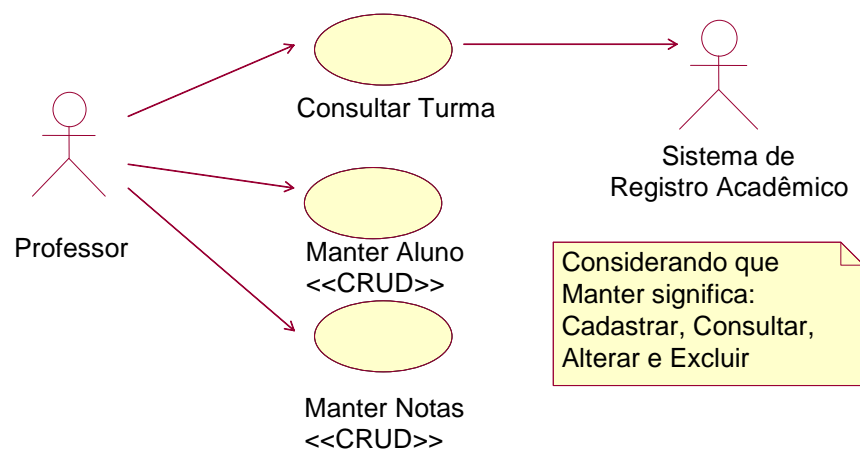 Consultar Turma
Sistema de
Registro Acadêmico
Professor
Manter Aluno
<<CRUD>>
Considerando que
Manter significa:
Cadastrar, Consultar,
Alterar e Excluir
Manter Notas
<<CRUD>>